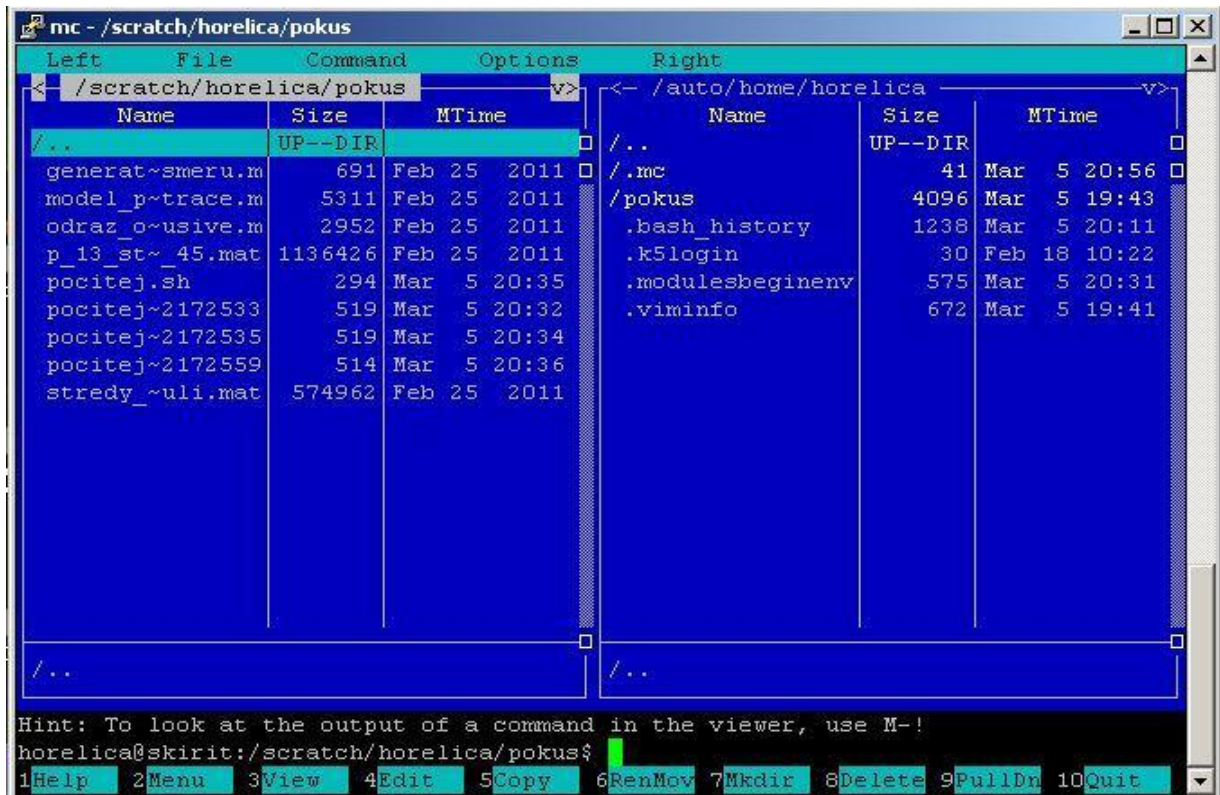 mc - /scratch/horelica/pokus
Left File Command Options Right
<- /scratch/horelica/pokus v> <- /auto/home/horelica v>
Name Size MTime Name Size MTime
/.. UP--DIR /.. UP--DIR
generat~smeru.m 691 Feb 25 2011 /.mc 41 Mar 5 20:56
model_p~trace.m 5311 Feb 25 2011 /pokus 4096 Mar 5 19:43
odraz_o~usive.m 2952 Feb 25 2011 .bash_history 1238 Mar 5 20:11
p_13_st~_45.mat 1136426 Feb 25 2011 .k5login 30 Feb 18 10:22
pocitej.sh 294 Mar 5 20:35 .modulesbeginenv 575 Mar 5 20:31
pocitej~2172533 519 Mar 5 20:32 .viminfo 672 Mar 5 19:41
pocitej~2172535 519 Mar 5 20:34
pocitej~2172559 514 Mar 5 20:36
stredy_~uli.mat 574962 Feb 25 2011
/.. /..
Hint: To look at the output of a command in the viewer, use M-!
horelica@skirit:/scratch/horelica/pokus$
1Help 2Menu 3View 4Edit 5Copy 6RenMov 7Mkdir 8Delete 9PullDn 10Quit